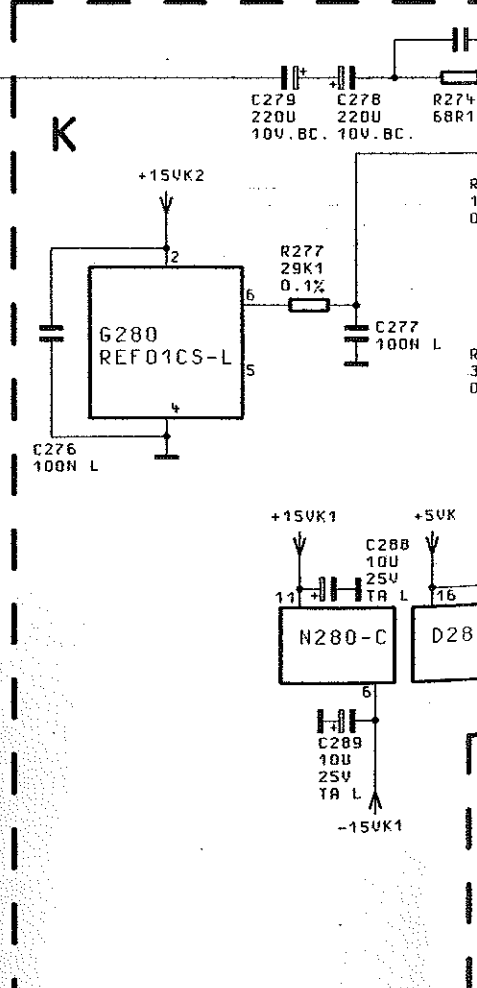 C279
220U
10V.BC.
C278
220U
10V.BC.
R274
68R1
K
+15VK2
2
R277
29K1
0.1%
6
G280
REF01CS-L
5
C277
100N L
4
C276
100N L
+15VK1
C288
10U
25V
TA L
+5VK
11
16
N280-C
D28
6
C289
10U
25V
TA L
-15VK1